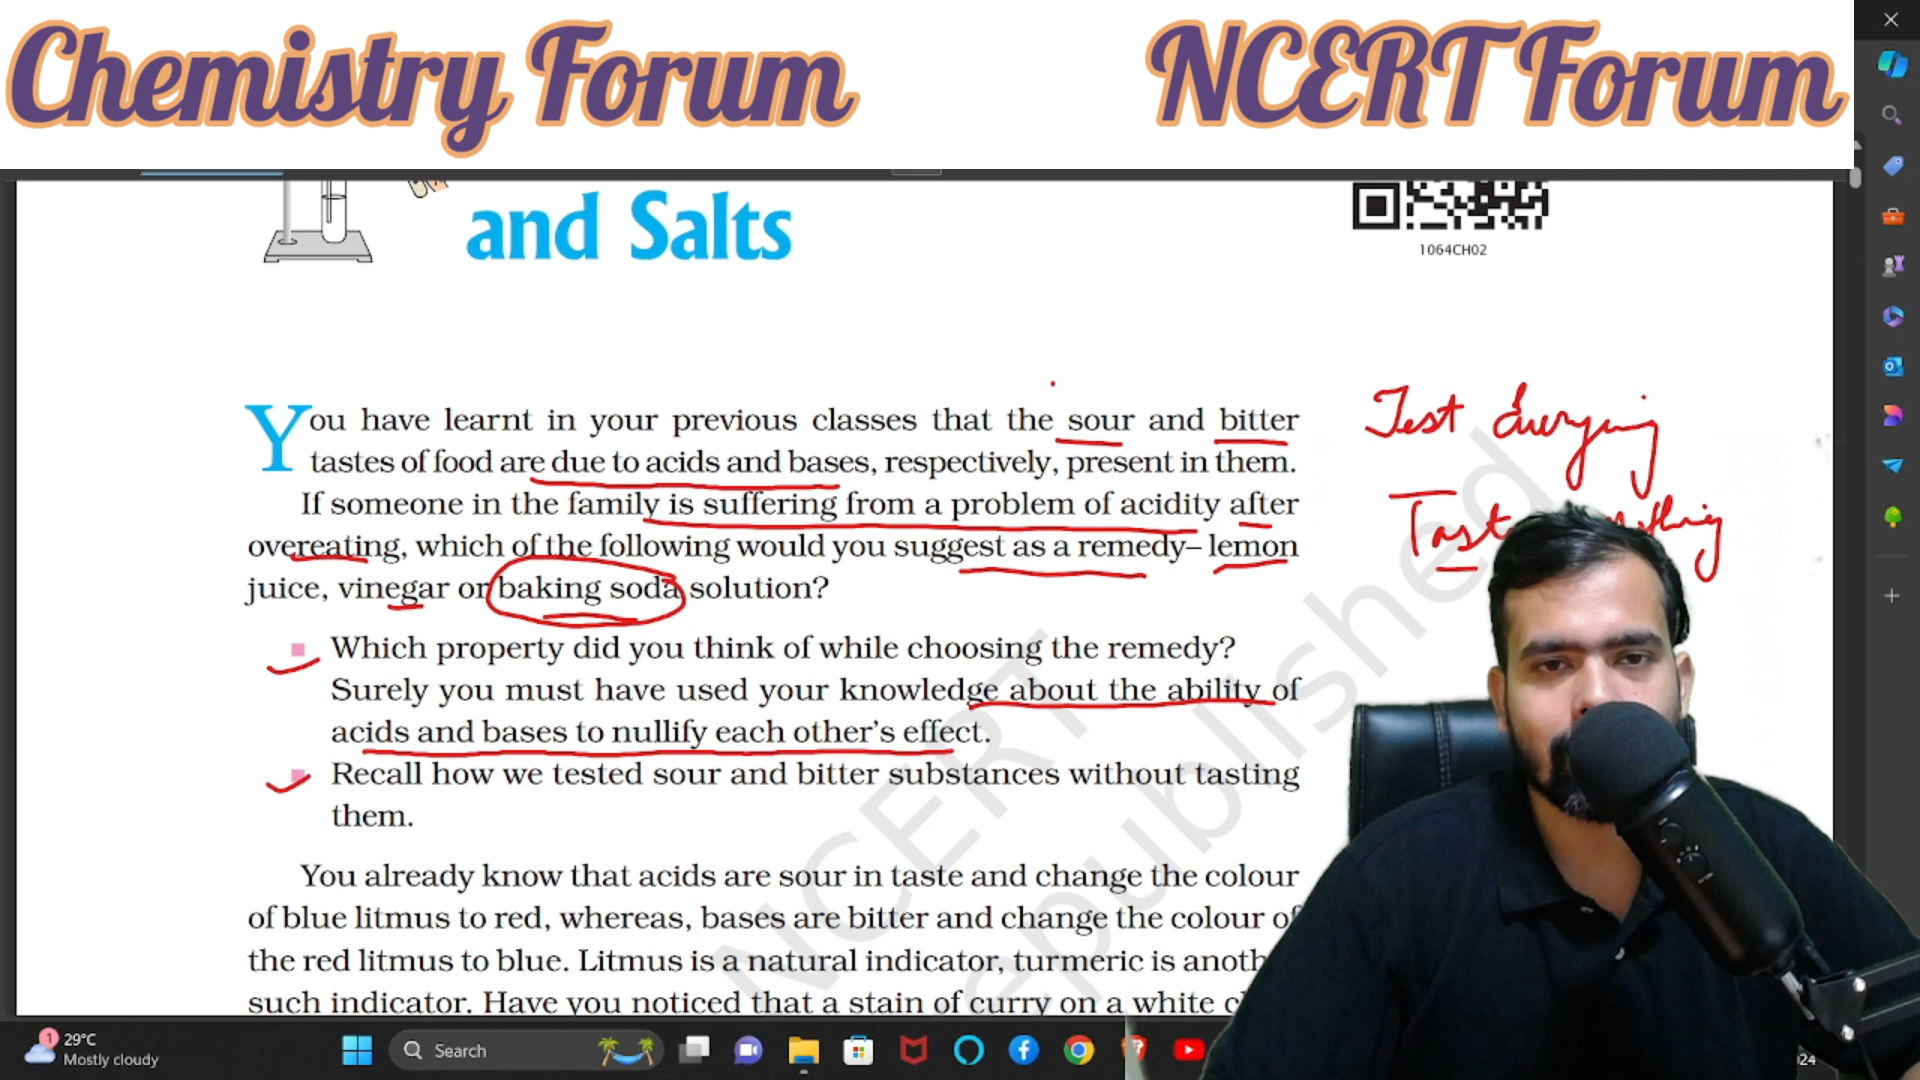 Chemistry Forum
NCERT Forum
and Salts
1064CH02
You have learnt in your previous classes that the sour and bitter
tastes of food are due to acids and bases, respectively, present in them.
If someone in the family is suffering from a problem of acidity after
overeating, which of the following would you suggest as a remedy– lemon
juice, vinegar or baking soda solution?
Which property did you think of while choosing the remedy?
Surely you must have used your knowledge about the ability of
acids and bases to nullify each other's effect.
Recall how we tested sour and bitter substances without tasting
them.
You already know that acids are sour in taste and change the colour
of blue litmus to red, whereas, bases are bitter and change the colour of
the red litmus to blue. Litmus is a natural indicator, turmeric is
such indicator. Have you noticed that a stain of curry on a white
Test
NCERT
1
29°C
Mostly cloudy
Search
24